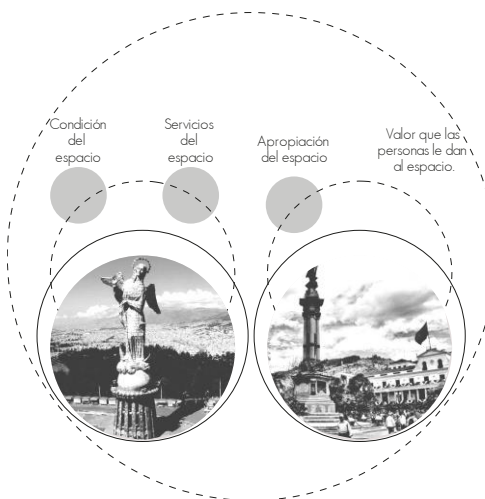 Condición
del
espacio
Servicios
del
espacio
Apropiación
del espacio
Valor que las
personas le dan
al espacio.